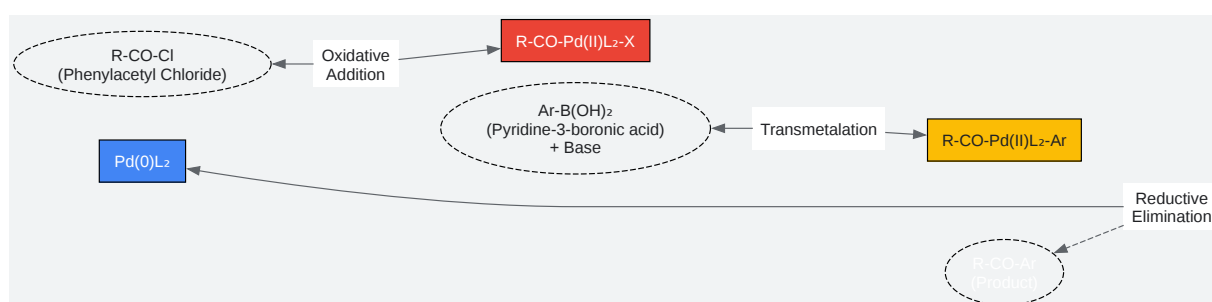 R-CO-Cl
(Phenylacetyl Chloride)
Oxidative
Addition
R-CO-Pd(II)L₂-X
Ar-B(OH)₂
(Pyridine-3-boronic acid)
+ Base
Transmetalation
R-CO-Pd(II)L₂-Ar
Pd(0)L₂
Reductive
Elimination
R-CO-Ar
(Product)